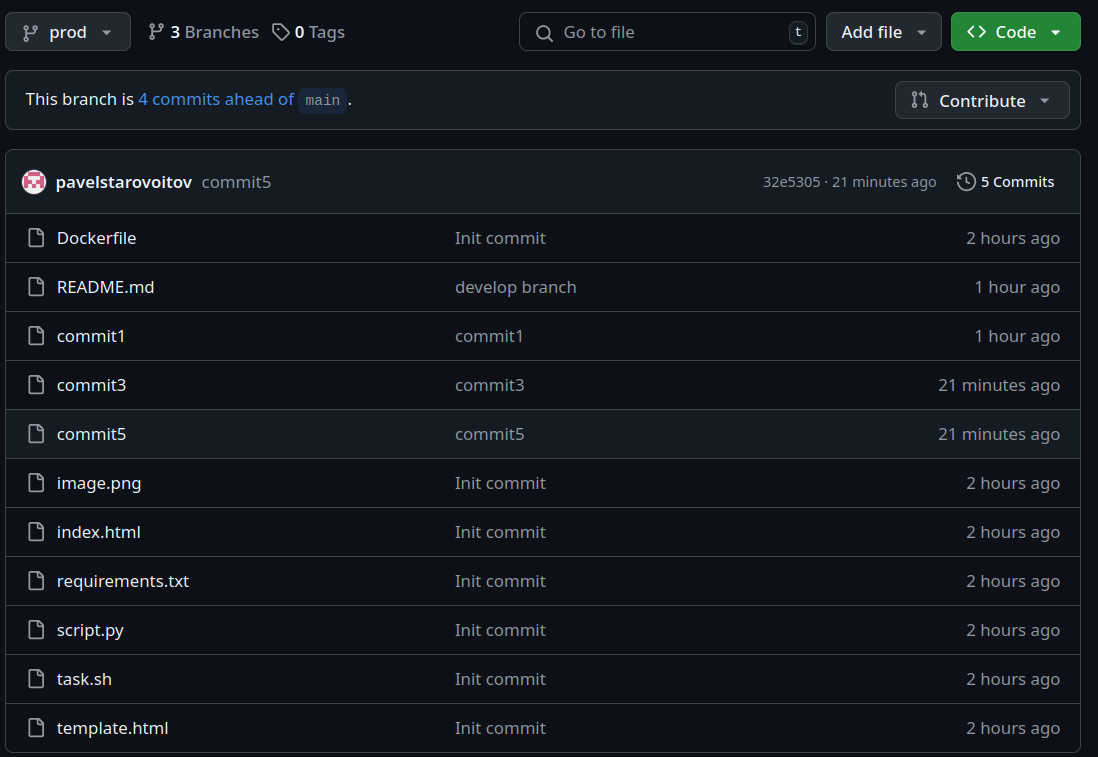 prod 3 Branches 0 Tags Go to file t Add file Code
This branch is 4 commits ahead of main . Contribute
pavelstarovoitov commit5 32e5305 · 21 minutes ago 5 Commits
Dockerfile Init commit 2 hours ago
README.md develop branch 1 hour ago
commit1 commit1 1 hour ago
commit3 commit3 21 minutes ago
commit5 commit5 21 minutes ago
image.png Init commit 2 hours ago
index.html Init commit 2 hours ago
requirements.txt Init commit 2 hours ago
script.py Init commit 2 hours ago
task.sh Init commit 2 hours ago
template.html Init commit 2 hours ago